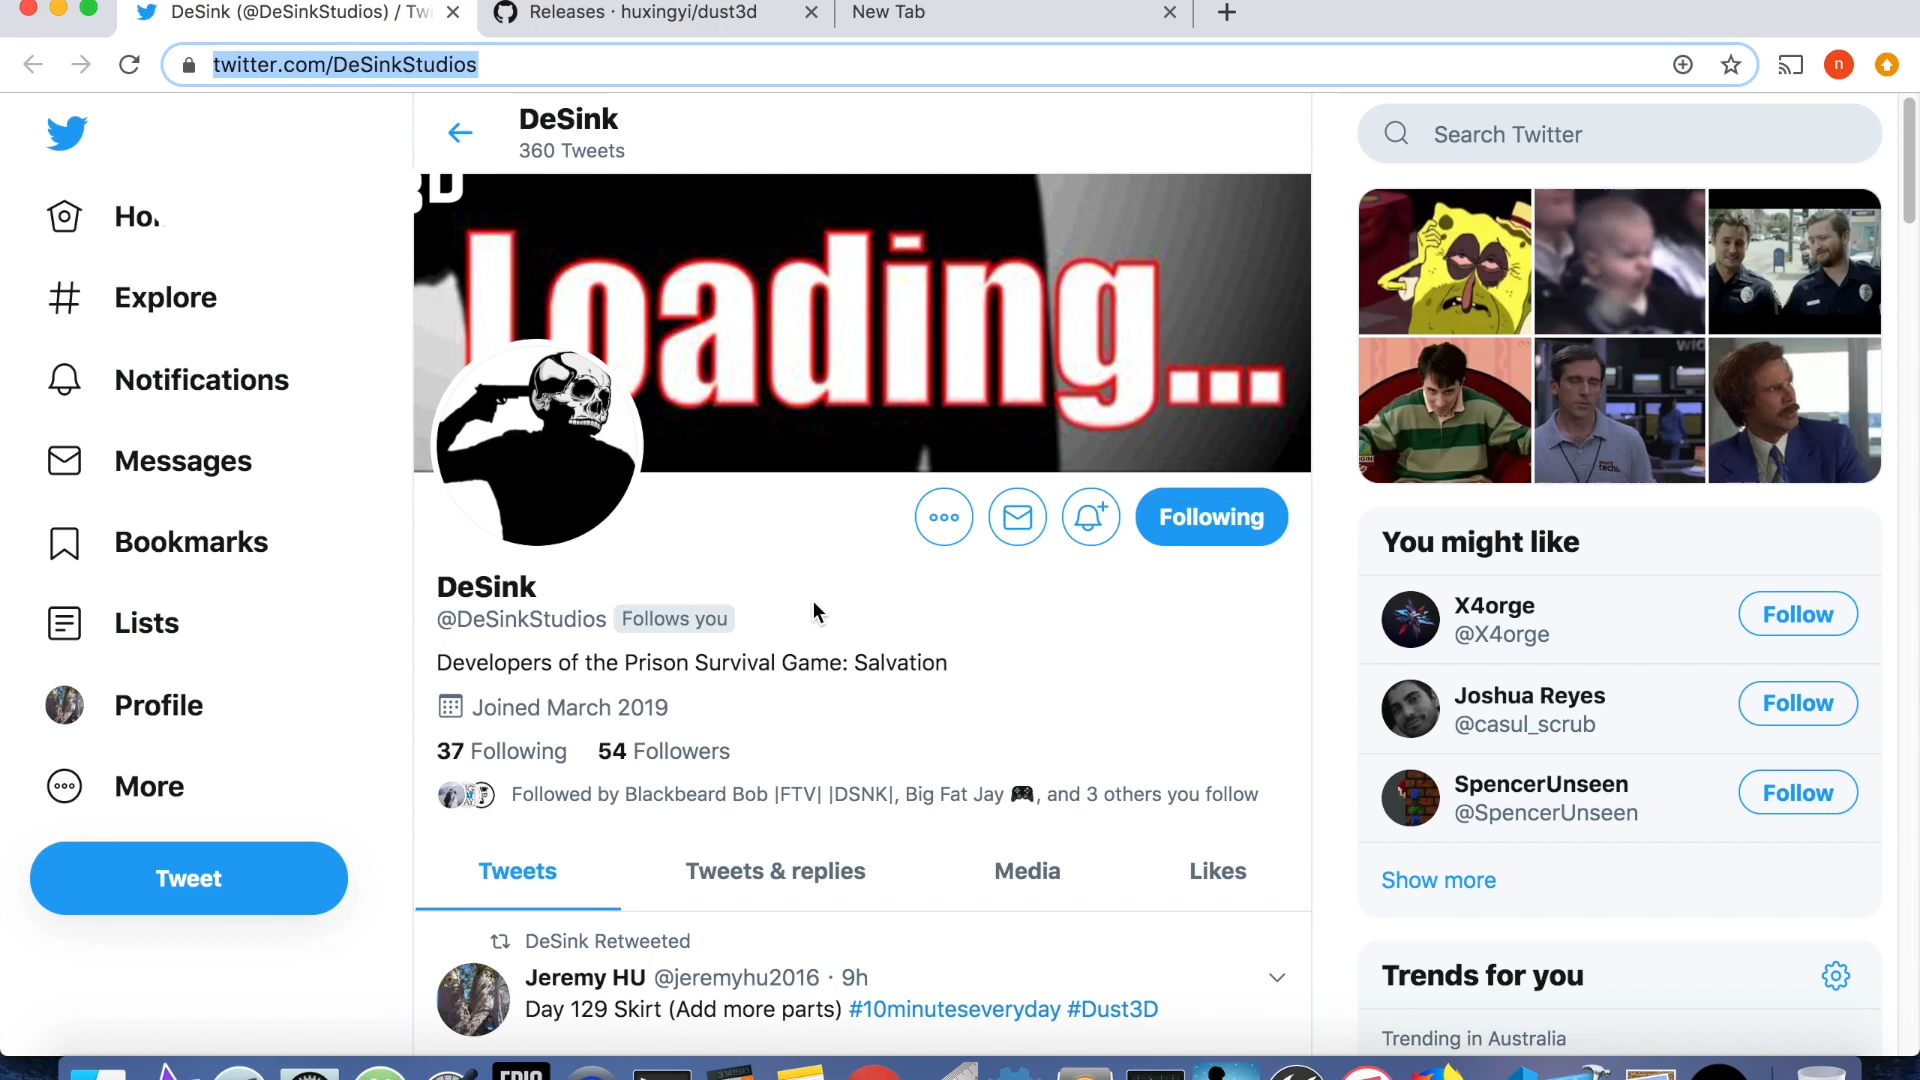 DeSink (@DeSinkStudios) / Twi
Releases · huxingyi/dust3d
New Tab
twitter.com/DeSinkStudios
n
DeSink
360 Tweets
Search Twitter
3D
Loading...
Explore
Notifications
Messages
Bookmarks
Lists
Profile
More
Tweet
Following
DeSink
@DeSinkStudios Follows you
Developers of the Prison Survival Game: Salvation
Joined March 2019
37 Following 54 Followers
Followed by Blackbeard Bob |FTV| |DSNK|, Big Fat Jay 🎮, and 3 others you follow
Tweets
Tweets & replies
Media
Likes
DeSink Retweeted
Jeremy HU @jeremyhu2016 · 9h
Day 129 Skirt (Add more parts) #10minuteseveryday #Dust3D
You might like
X4orge
@X4orge
Follow
Joshua Reyes
@casul_scrub
Follow
SpencerUnseen
@SpencerUnseen
Follow
Show more
Trends for you
Trending in Australia
EPIC
3.141593